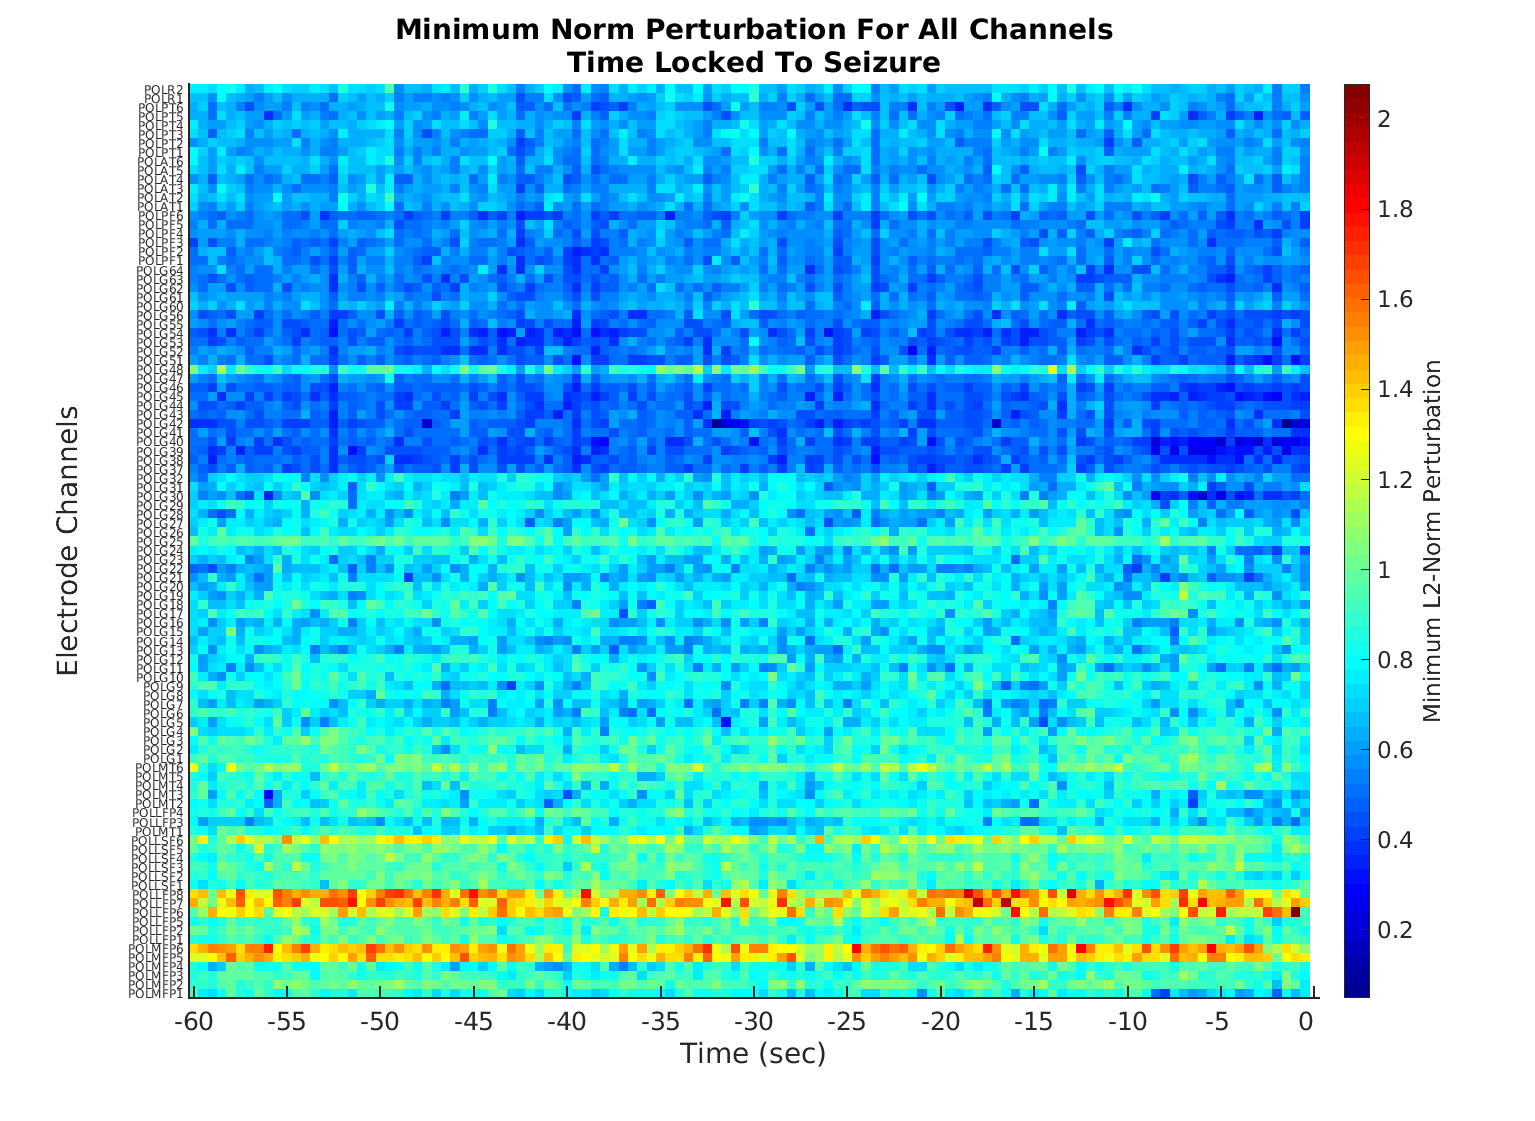 Minimum Norm Perturbation For All Channels
Time Locked To Seizure
Electrode Channels
POLR2
POLR1
POLPT6
POLPT5
POLPT4
POLPT3
POLPT2
POLPT1
POLAT6
POLAT5
POLAT4
POLAT3
POLAT2
POLAT1
POLPF6
POLPF5
POLPF4
POLPF3
POLPF2
POLPF1
POLG64
POLG63
POLG62
POLG61
POLG60
POLG56
POLG55
POLG54
POLG53
POLG52
POLG51
POLG48
POLG47
POLG46
POLG45
POLG44
POLG43
POLG42
POLG41
POLG40
POLG39
POLG38
POLG37
POLG32
POLG31
POLG30
POLG29
POLG28
POLG27
POLG26
POLG25
POLG24
POLG23
POLG22
POLG21
POLG20
POLG19
POLG18
POLG17
POLG16
POLG15
POLG14
POLG13
POLG12
POLG11
POLG10
POLG9
POLG8
POLG7
POLG6
POLG5
POLG4
POLG3
POLG2
POLG1
POLMT6
POLMT5
POLMT4
POLMT3
POLMT2
POLLFP4
POLLFP3
POLMT1
POLLSF6
POLLSF5
POLLSF4
POLLSF3
POLLSF2
POLLSF1
POLLFP8
POLLFP7
POLLFP6
POLLFP5
POLLFP2
POLLFP1
POLMFP6
POLMFP5
POLMFP4
POLMFP3
POLMFP2
POLMFP1
-60 -55 -50 -45 -40 -35 -30 -25 -20 -15 -10 -5 0
Time (sec)
2
1.8
1.6
1.4
1.2
1
0.8
0.6
0.4
0.2
Minimum L2-Norm Perturbation